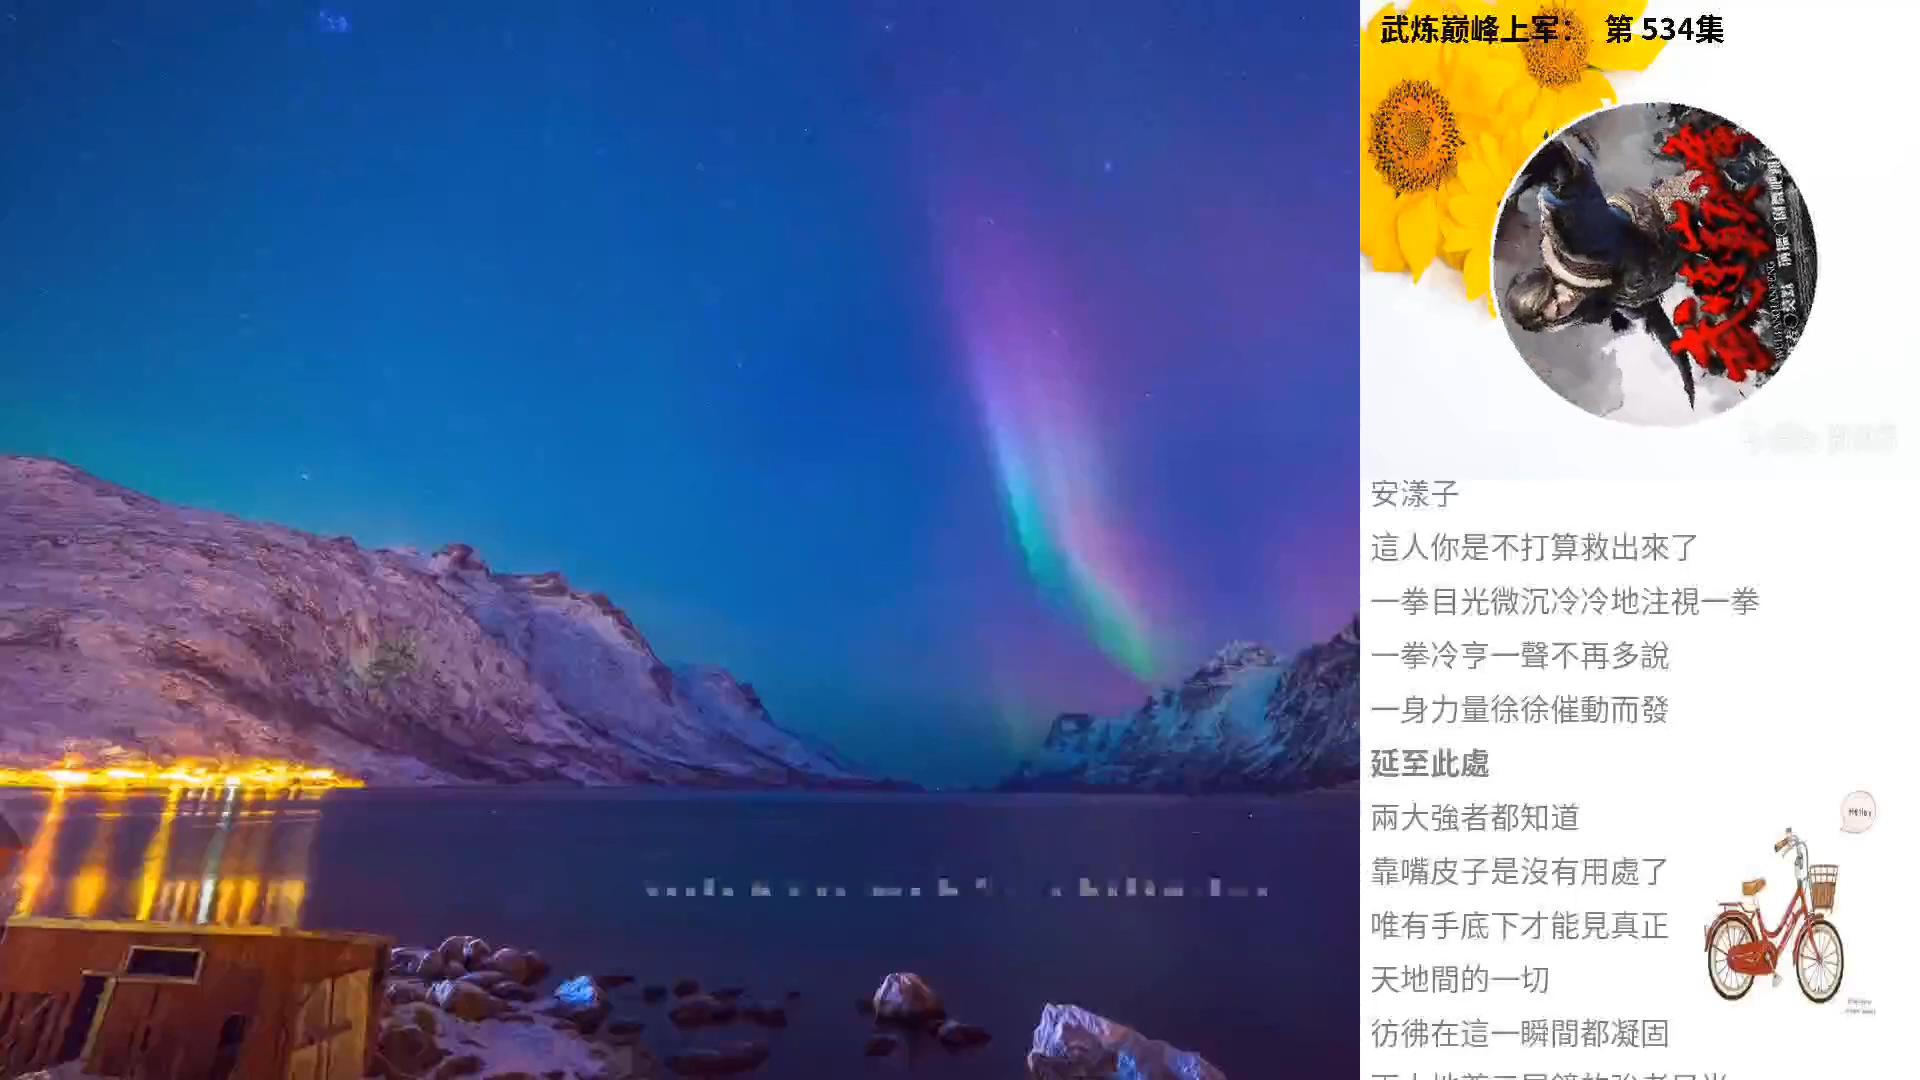 武炼巅峰上军： 第 534集
安漾子
這人你是不打算救出來了
一拳目光微沉冷冷地注視一拳
一拳冷亨一聲不再多說
一身力量徐徐催動而發
延至此處
兩大強者都知道
靠嘴皮子是沒有用處了
唯有手底下才能見真正
天地間的一切
彷彿在這一瞬間都凝固
Hello!